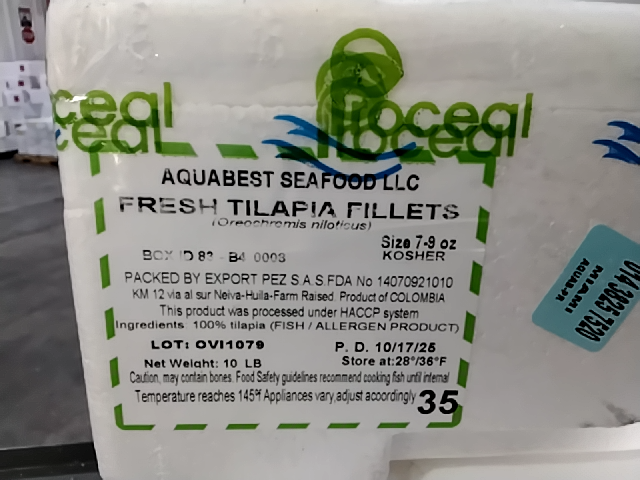 ceal
ceal
Proceal
Proceal
AQUABEST SEAFOOD LLC
FRESH TILAPIA FILLETS
(Oreochromis niloticus)
Size 7-9 oz
KOSHER
BOX ID 82 - B4 0003
PACKED BY EXPORT PEZ S.A.S.FDA No 14070921010
KM 12 via al sur Neiva-Huila-Farm Raised. Product of COLOMBIA
This product was processed under HACCP system
Ingredients 100% tilapia (FISH / ALLERGEN PRODUCT)
LOT: OVI1079 P. D. 10/17/25
Net Weight: 10 LB Store at:28°/36°F
Caution, may contain bones. Food Safety guidelines recommend cooking fish until internal
Temperature reaches 145°f Appliances vary,adjust acoordingly 35
MIAMI